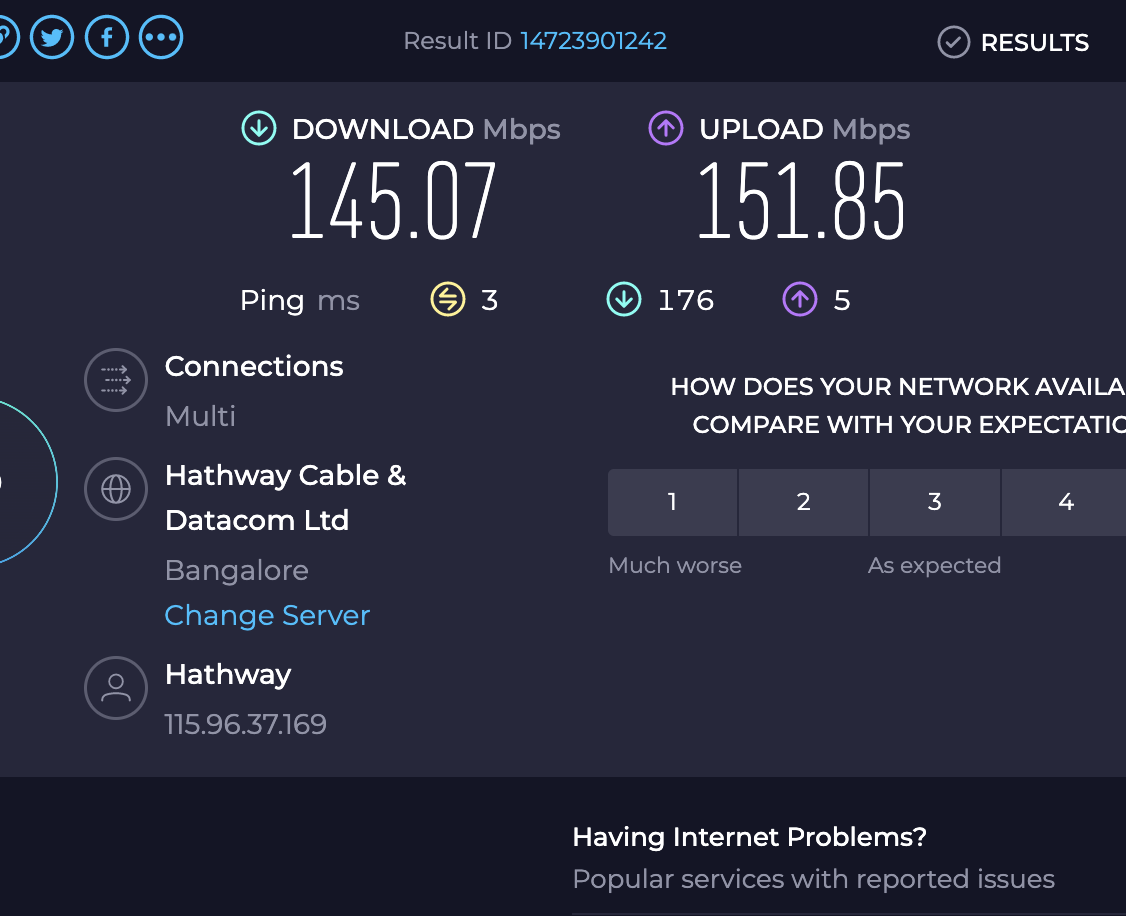 Result ID 14723901242
RESULTS
DOWNLOAD Mbps
145.07
UPLOAD Mbps
151.85
Ping ms 3 176 5
Connections
Multi
Hathway Cable &
Datacom Ltd
Bangalore
Change Server
Hathway
115.96.37.169
HOW DOES YOUR NETWORK AVAILA
COMPARE WITH YOUR EXPECTATIO
1 2 3 4
Much worse As expected
Having Internet Problems?
Popular services with reported issues